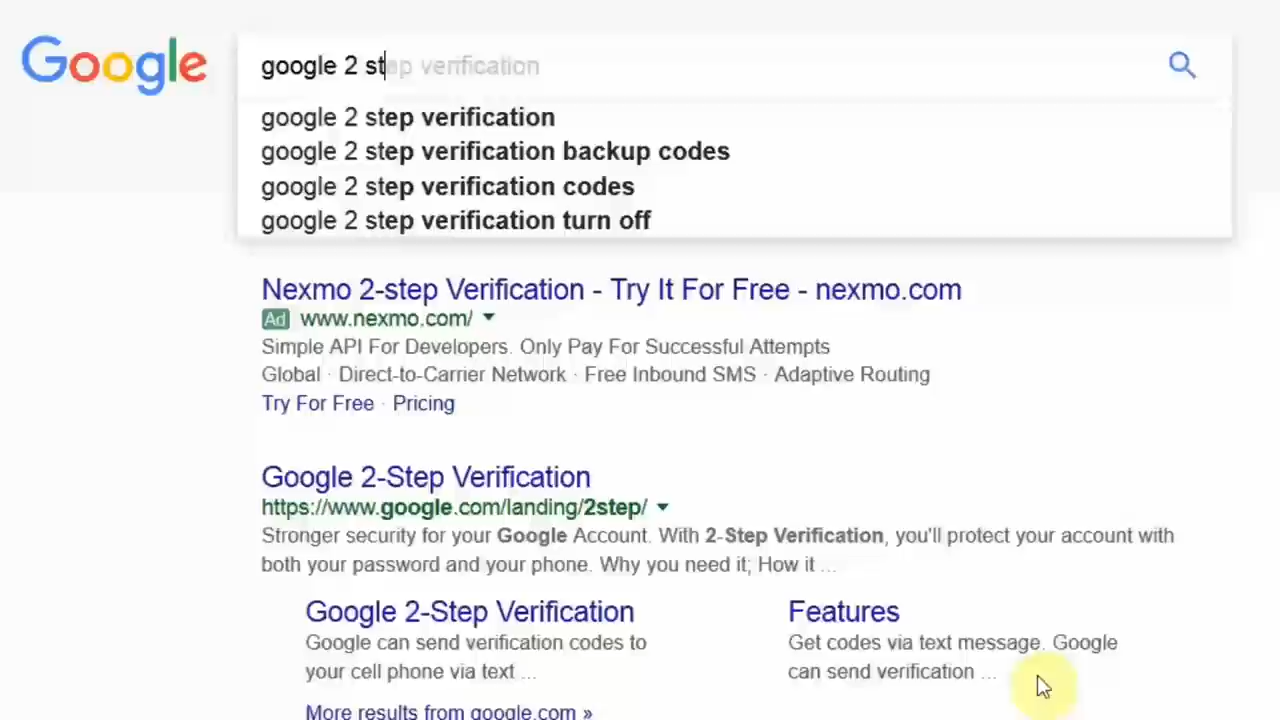 Google
google 2 step verification
google 2 step verification
google 2 step verification backup codes
google 2 step verification codes
google 2 step verification turn off
Nexmo 2-step Verification - Try It For Free - nexmo.com
Ad www.nexmo.com/
Simple API For Developers. Only Pay For Successful Attempts
Global · Direct-to-Carrier Network · Free Inbound SMS · Adaptive Routing
Try For Free · Pricing
Google 2-Step Verification
https://www.google.com/landing/2step/
Stronger security for your Google Account. With 2-Step Verification, you'll protect your account with
both your password and your phone. Why you need it; How it ...
Google 2-Step Verification
Google can send verification codes to
your cell phone via text ...
Features
Get codes via text message. Google
can send verification ...
More results from google.com »